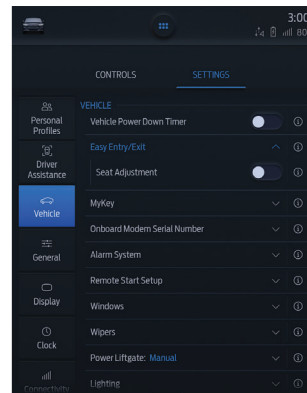 3:00
80
CONTROLS
SETTINGS
VEHICLE
Personal
Profiles
Driver
Assistance
Vehicle
General
Display
Clock
Connectivity
Vehicle Power Down Timer
Easy Entry/Exit
Seat Adjustment
MyKey
Onboard Modem Serial Number
Alarm System
Remote Start Setup
Windows
Wipers
Power Liftgate: Manual
Lighting